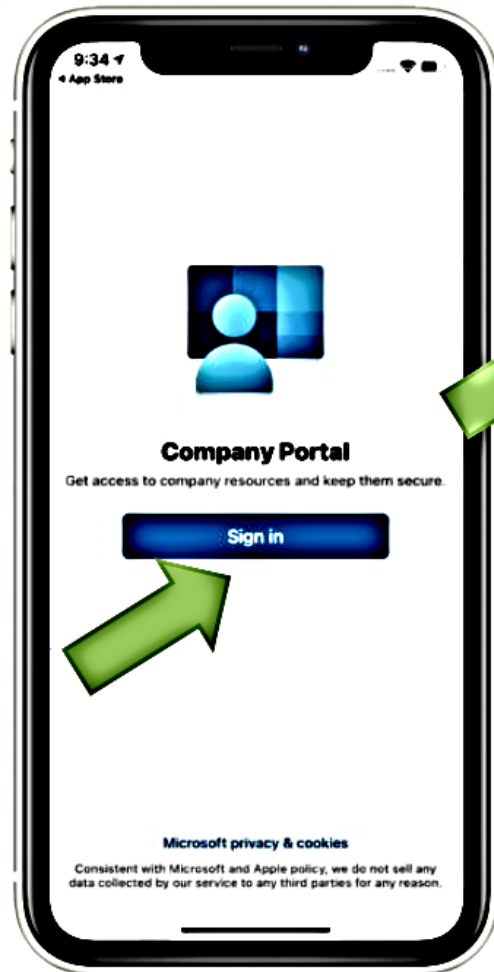 9:34
◂ App Store
Company Portal
Get access to company resources and keep them secure.
Sign in
Microsoft privacy & cookies
Consistent with Microsoft and Apple policy, we do not sell any
data collected by our service to any third parties for any reason.